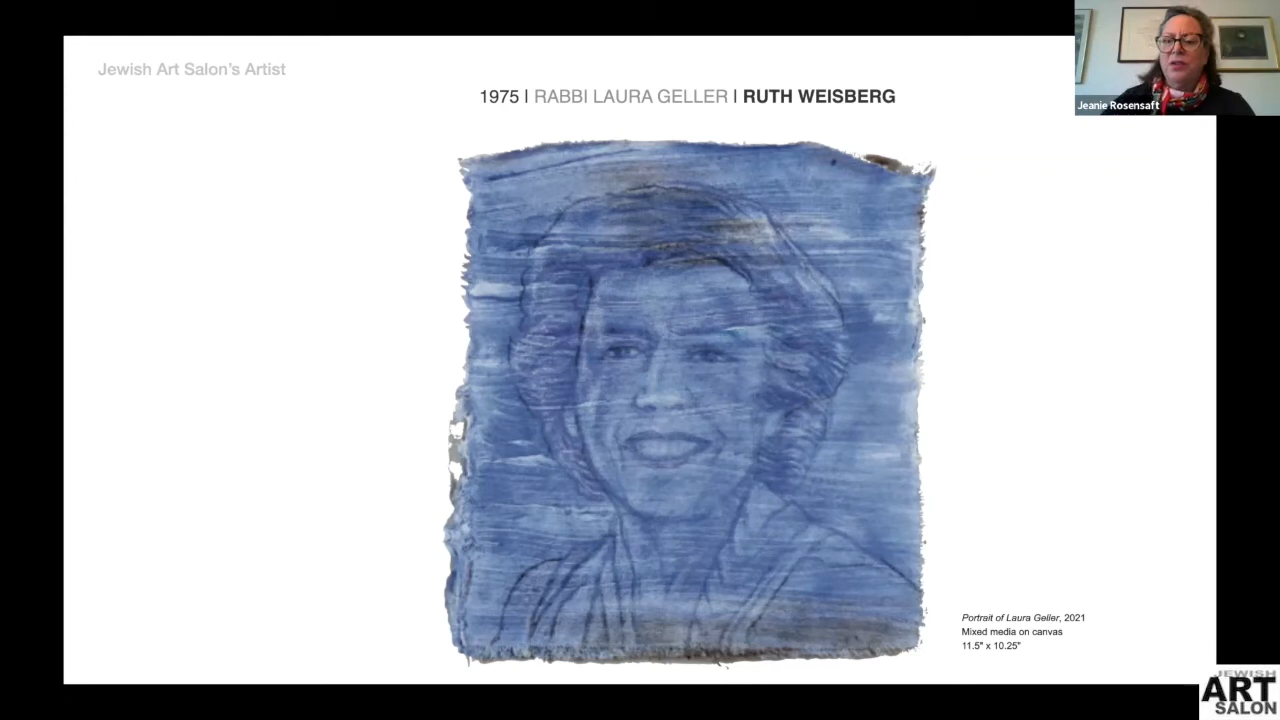 Jewish Art Salon's Artist
1975 | RABBI LAURA GELLER | RUTH WEISBERG
Jeanie Rosensaft
Portrait of Laura Geller, 2021
Mixed media on canvas
11.5" x 10.25"
JEWISH
ART
SALON